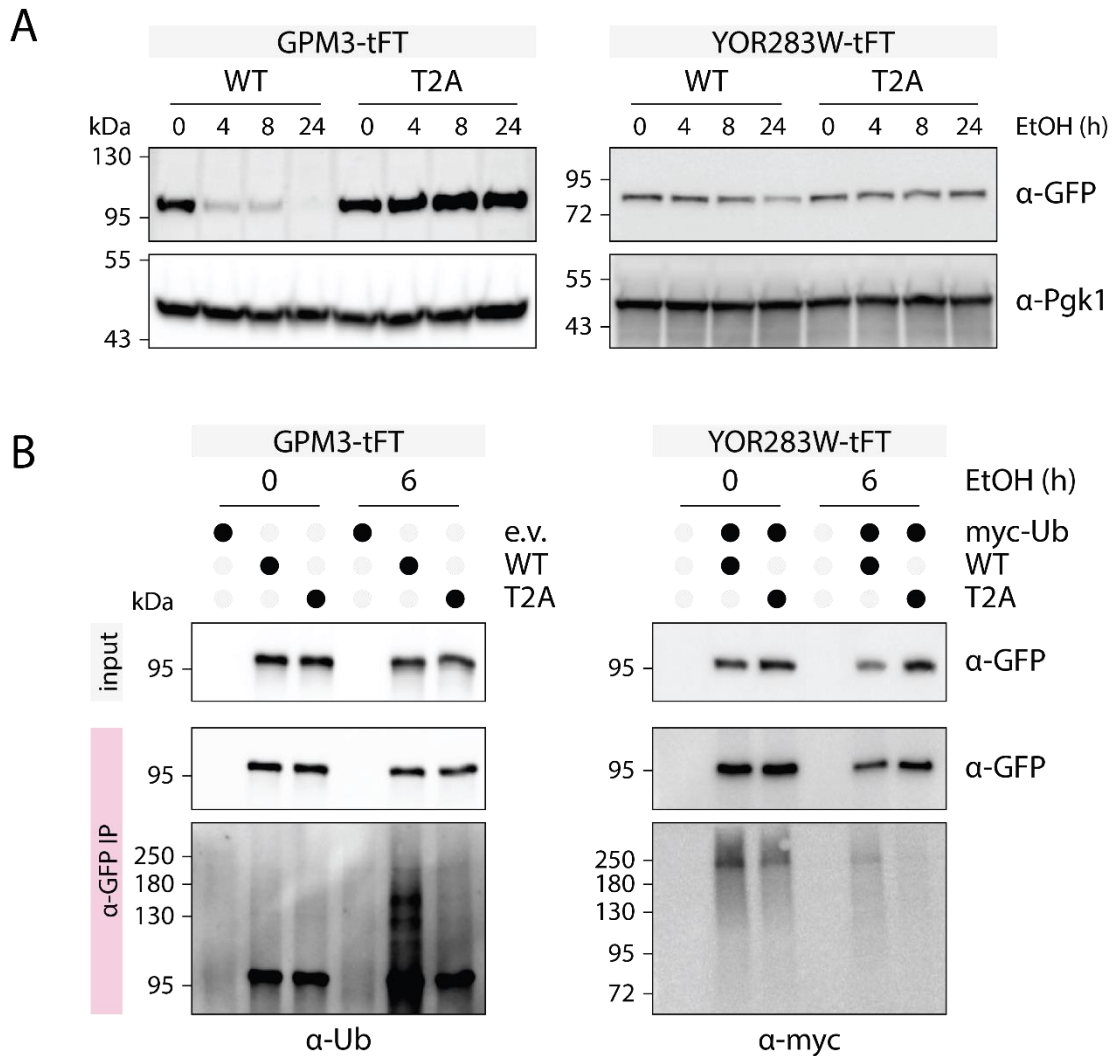 A
GPM3-tFT YOR283W-tFT
WT T2A WT T2A
kDa 0 4 8 24 0 4 8 24 0 4 8 24 0 4 8 24 EtOH (h)
130
95
95
72
α-GFP
55
43
55
43
α-Pgk1
B
GPM3-tFT YOR283W-tFT
0 6 0 6 EtOH (h)
e.v. myc-Ub
WT WT
kDa T2A T2A
input 95 95 α-GFP
α-GFP IP
95 95 α-GFP
250 250
180 180
130 130
95 95
72
α-Ub α-myc